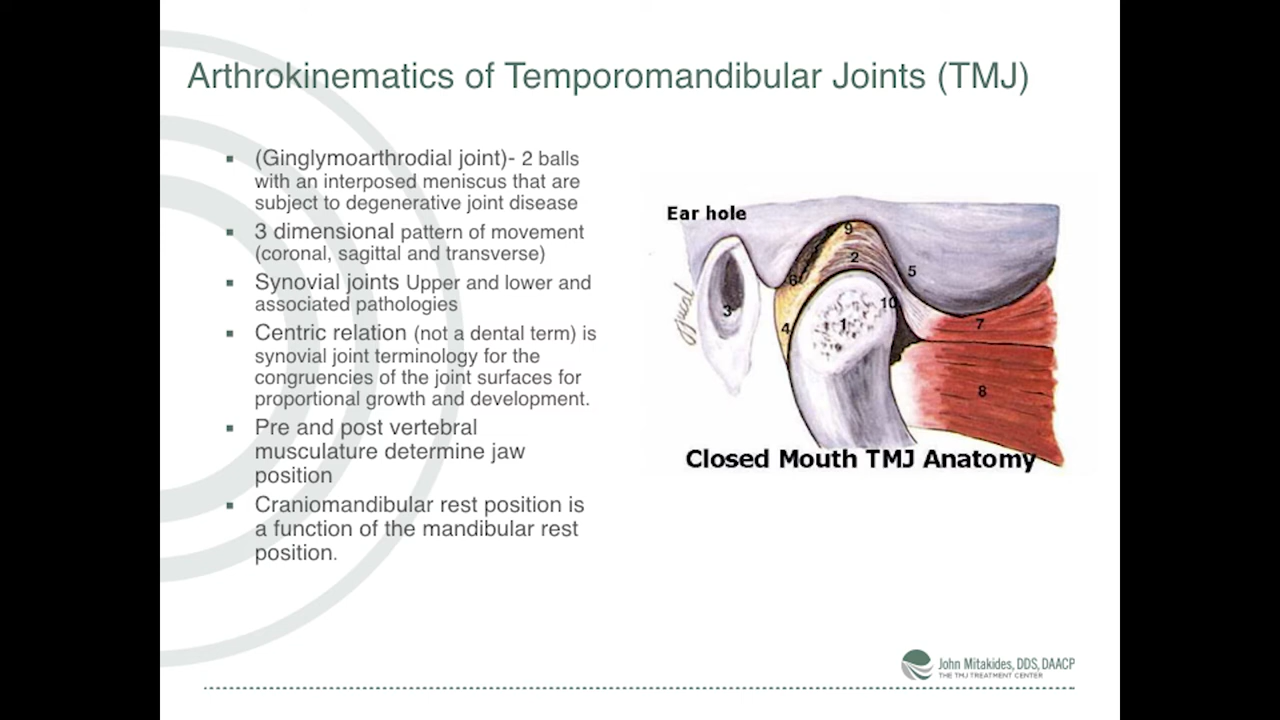 Arthrokinematics of Temporomandibular Joints (TMJ)
(Ginglymoarthrodial joint)- 2 balls
with an interposed meniscus that are
subject to degenerative joint disease
3 dimensional pattern of movement
(coronal, sagittal and transverse)
Synovial joints Upper and lower and
associated pathologies
Centric relation (not a dental term) is
synovial joint terminology for the
congruencies of the joint surfaces for
proportional growth and development.
Pre and post vertebral
musculature determine jaw
position
Craniomandibular rest position is
a function of the mandibular rest
position.
Ear hole
9
2
5
6
3
10
4
1
7
8
Closed Mouth TMJ Anatomy
John Mitakides, DDS, DAACP
THE TMJ TREATMENT CENTER